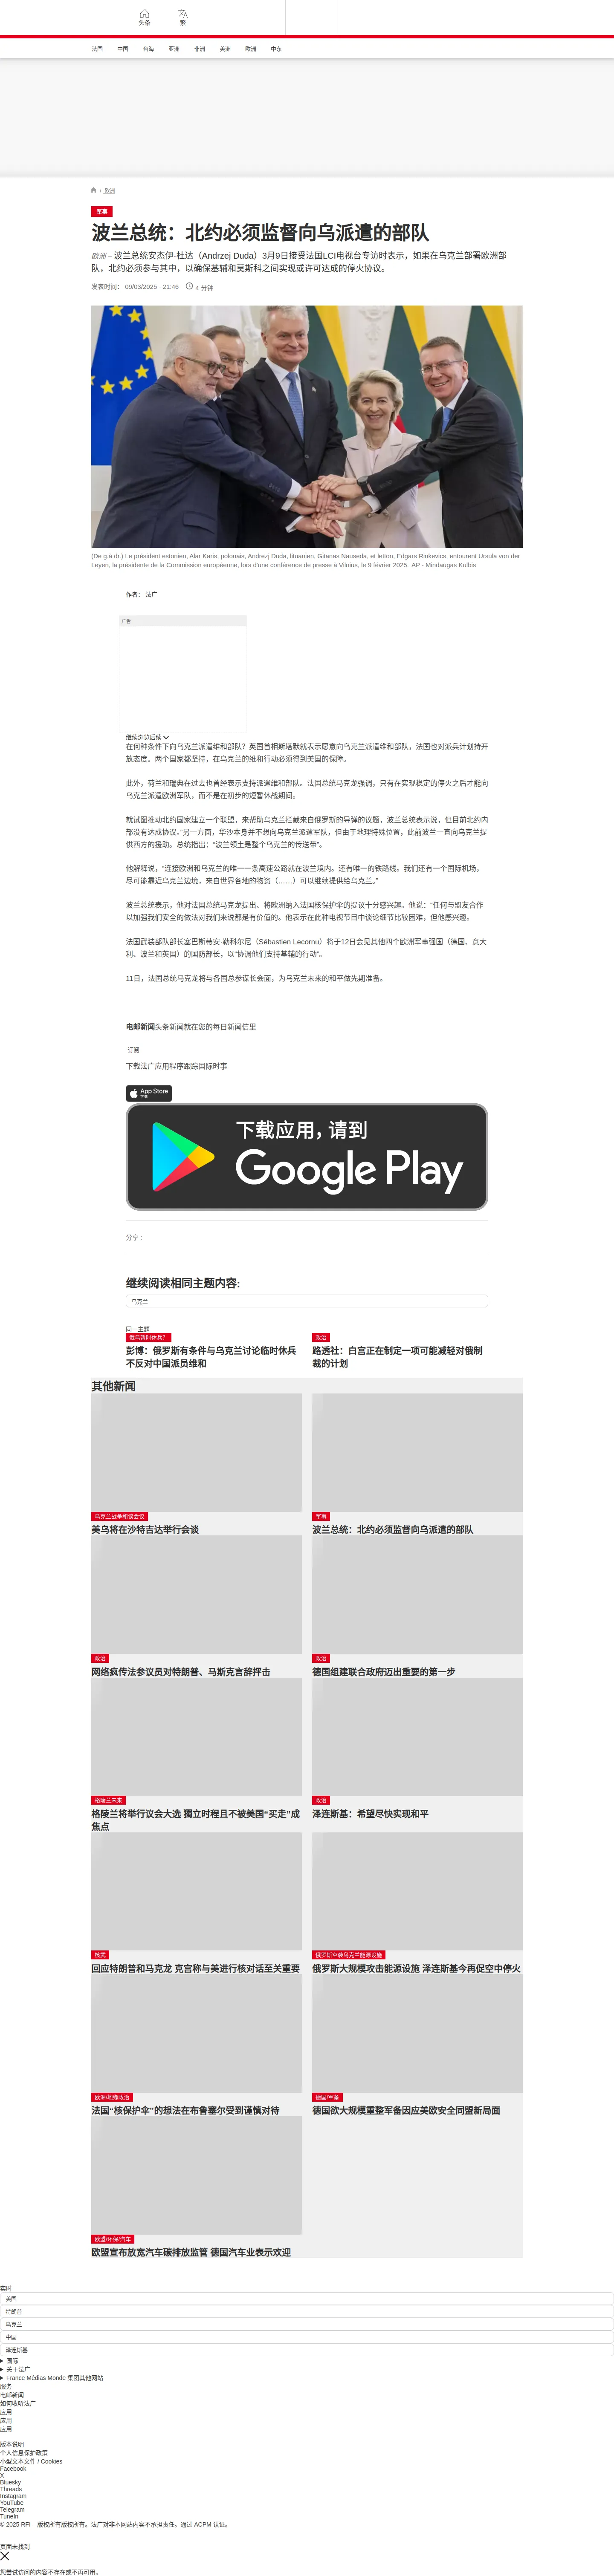 头条
繁
法国 中国 台海 亚洲 非洲 美洲 欧洲 中东
/ 欧洲
军事
波兰总统：北约必须监督向乌派遣的部队
欧洲 – 波兰总统安杰伊·杜达（Andrzej Duda）3月9日接受法国LCI电视台专访时表示，如果在乌克兰部署欧洲部
队，北约必须参与其中，以确保基辅和莫斯科之间实现或许可达成的停火协议。
发表时间： 09/03/2025 - 21:46 4 分钟
(De g.à dr.) Le président estonien, Alar Karis, polonais, Andrezj Duda, lituanien, Gitanas Nauseda, et letton, Edgars Rinkevics, entourent Ursula von der
Leyen, la présidente de la Commission européenne, lors d'une conférence de presse à Vilnius, le 9 février 2025. AP - Mindaugas Kulbis
作者： 法广
广告
继续浏览后续
在何种条件下向乌克兰派遣维和部队？英国首相斯塔默就表示愿意向乌克兰派遣维和部队，法国也对派兵计划持开
放态度。两个国家都坚持，在乌克兰的维和行动必须得到美国的保障。
此外，荷兰和瑞典在过去也曾经表示支持派遣维和部队。法国总统马克龙强调，只有在实现稳定的停火之后才能向
乌克兰派遣欧洲军队，而不是在初步的短暂休战期间。
就试图推动北约国家建立一个联盟，来帮助乌克兰拦截来自俄罗斯的导弹的议题，波兰总统表示说，但目前北约内
部没有达成协议。”另一方面，华沙本身并不想向乌克兰派遣军队，但由于地理特殊位置，此前波兰一直向乌克兰提
供西方的援助。总统指出：“波兰领土是整个乌克兰的传送带”。
他解释说，“连接欧洲和乌克兰的唯一一条高速公路就在波兰境内。还有唯一的铁路线。我们还有一个国际机场，
尽可能靠近乌克兰边境，来自世界各地的物资（……）可以继续提供给乌克兰。”
波兰总统表示，他对法国总统马克龙提出、将欧洲纳入法国核保护伞的提议十分感兴趣。他说：“任何与盟友合作
以加强我们安全的做法对我们来说都是有价值的。他表示在此种电视节目中谈论细节比较困难，但他感兴趣。
法国武装部队部长塞巴斯蒂安·勒科尔尼（Sébastien Lecornu）将于12日会见其他四个欧洲军事强国（德国、意大
利、波兰和英国）的国防部长，以“协调他们支持基辅的行动”。
11日，法国总统马克龙将与各国总参谋长会面，为乌克兰未来的和平做先期准备。
电邮新闻头条新闻就在您的每日新闻信里
订阅
下载法广应用程序跟踪国际时事
App Store
下载
下载应用，请到
Google Play
分享 :
继续阅读相同主题内容:
乌克兰
同一主题
俄乌暂时休兵?
彭博：俄罗斯有条件与乌克兰讨论临时休兵
不反对中国派员维和
政治
路透社：白宫正在制定一项可能减轻对俄制
裁的计划
其他新闻
乌克兰战争和谈会议
美乌将在沙特吉达举行会谈
军事
波兰总统：北约必须监督向乌派遣的部队
政治
网络疯传法参议员对特朗普、马斯克言辞抨击
政治
德国组建联合政府迈出重要的第一步
格陵兰未来
格陵兰将举行议会大选 獨立时程且不被美国“买走”成
焦点
政治
泽连斯基：希望尽快实现和平
核武
回应特朗普和马克龙 克宫称与美进行核对话至关重要
俄罗斯空袭乌克兰能源设施
俄罗斯大规模攻击能源设施 泽连斯基今再促空中停火
欧洲/地缘政治
法国“核保护伞”的想法在布鲁塞尔受到谨慎对待
德国/军备
德国欲大规模重整军备因应美欧安全同盟新局面
欧盟/环保/汽车
欧盟宣布放宽汽车碳排放监管 德国汽车业表示欢迎
实时
美国
特朗普
乌克兰
中国
泽连斯基
国际
关于法广
France Médias Monde 集团其他网站
服务
电邮新闻
如何收听法广
应用
应用
应用
版本说明
个人信息保护政策
小型文本文件 / Cookies
Facebook
X
Bluesky
Threads
Instagram
YouTube
Telegram
TuneIn
© 2025 RFI – 版权所有版权所有。法广对非本网站内容不承担责任。通过 ACPM 认证。
页面未找到
您尝试访问的内容不存在或不再可用。